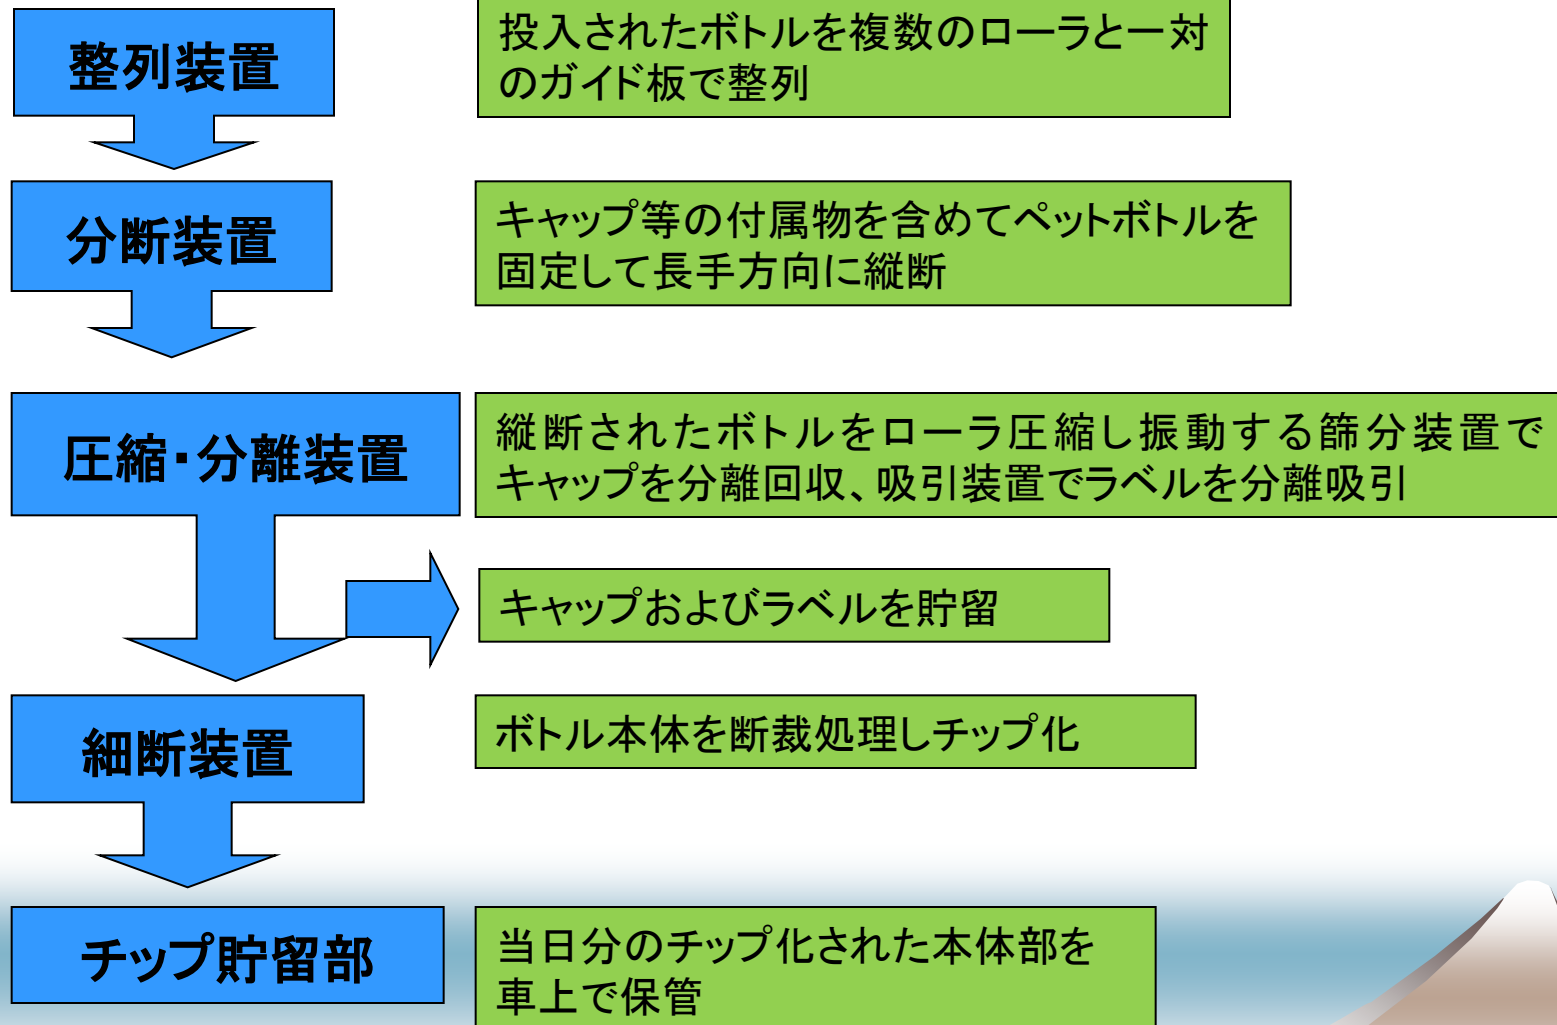 整列装置
投入されたボトルを複数のローラと一対
のガイド板で整列
分断装置
キャップ等の付属物を含めてペットボトルを
固定して長手方向に縦断
圧縮・分離装置
縦断されたボトルをローラ圧縮し振動する篩分装置で
キャップを分離回収、吸引装置でラベルを分離吸引
キャップおよびラベルを貯留
細断装置
ボトル本体を断裁処理しチップ化
チップ貯留部
当日分のチップ化された本体部を
車上で保管